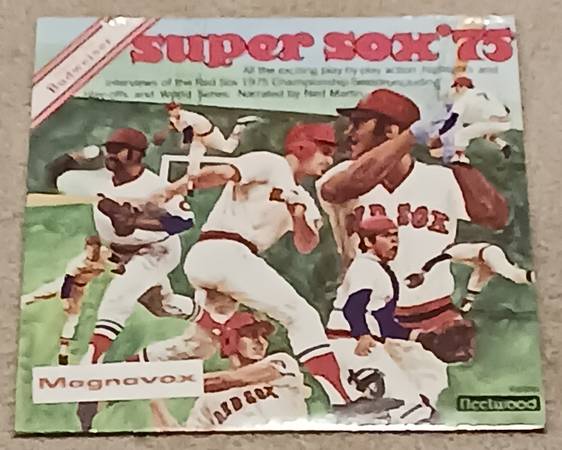 Budweiser
super sox '75
All the exciting play by play action highlights and
interviews of the Red Sox 1975 Championship Season including
playoffs and World Series. Narrated by Ned Martin
RED SOX
RED SOX
Magnavox
fleetwood